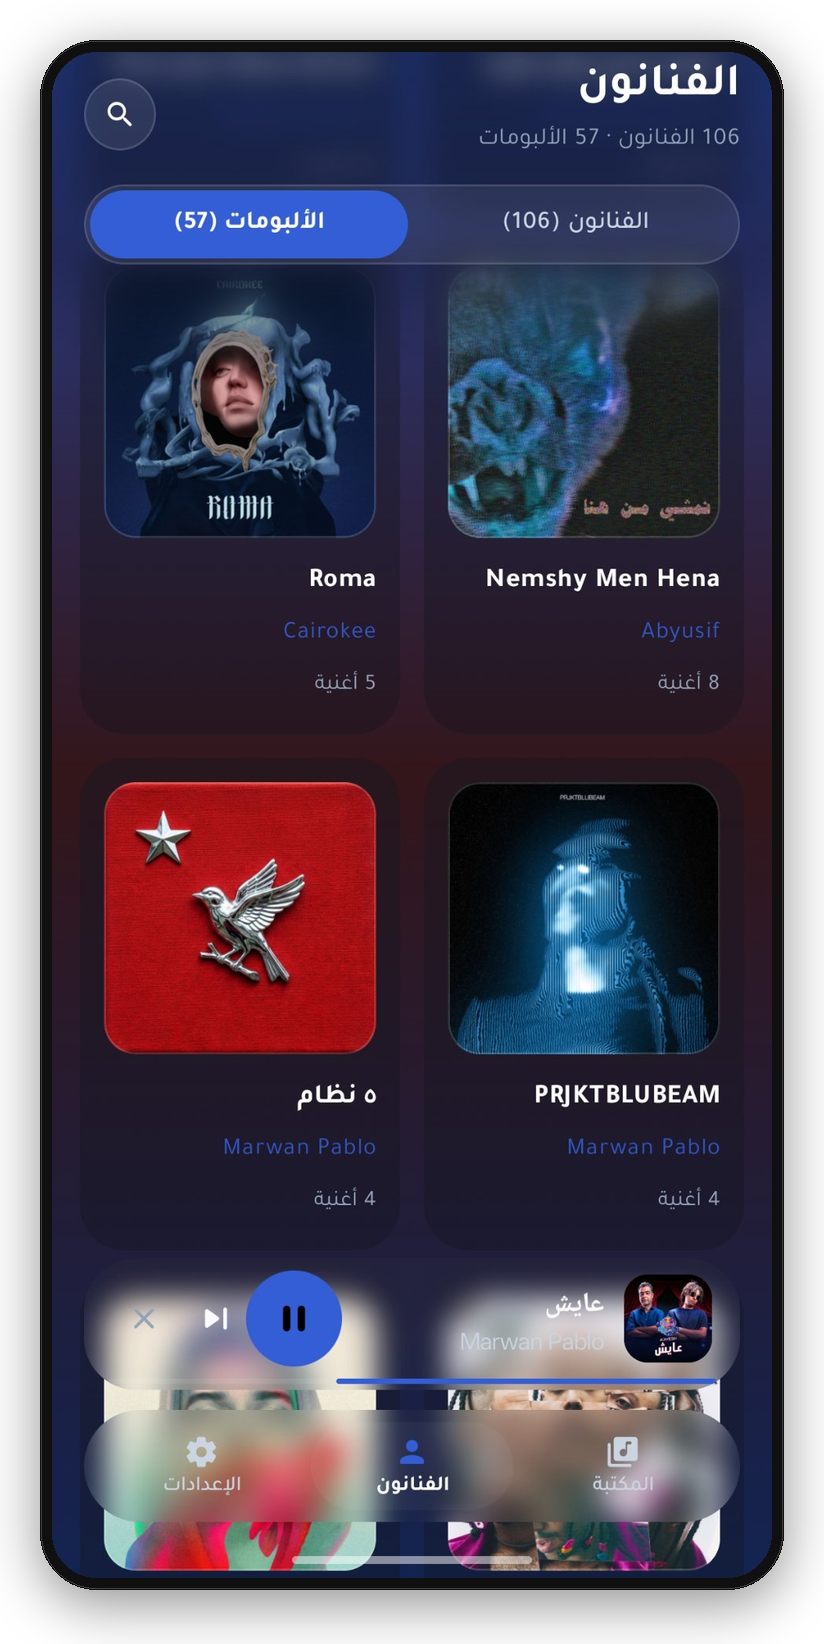 الفنانون
106 الفنانون · 57 الألبومات
الفنانون (106)
الألبومات (57)
نمشي من هنا
CAIROKEE
ROMA
Nemshy Men Hena
Abyusif
8 أغنية
Roma
Cairokee
5 أغنية
PRJKTBLUBEAM
PRJKTBLUBEAM
Marwan Pablo
4 أغنية
٥ نظام
Marwan Pablo
4 أغنية
عايش
عايش
Marwan Pablo
المكتبة
الفنانون
الإعدادات